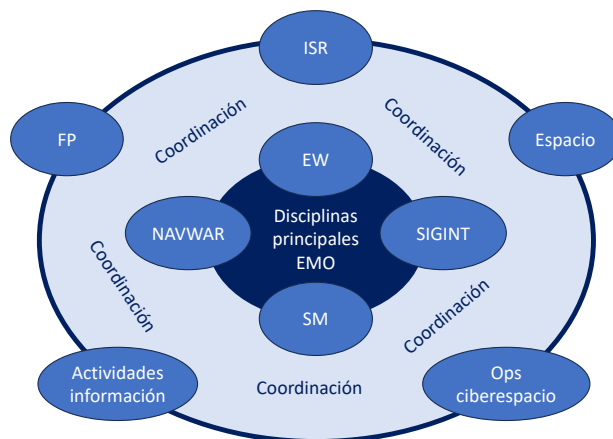 ISR
FP
Coordinación
Coordinación
Espacio
EW
NAVWAR
Disciplinas
principales
EMO
SIGINT
SM
Coordinación
Coordinación
Actividades
información
Coordinación
Ops
ciberespacio